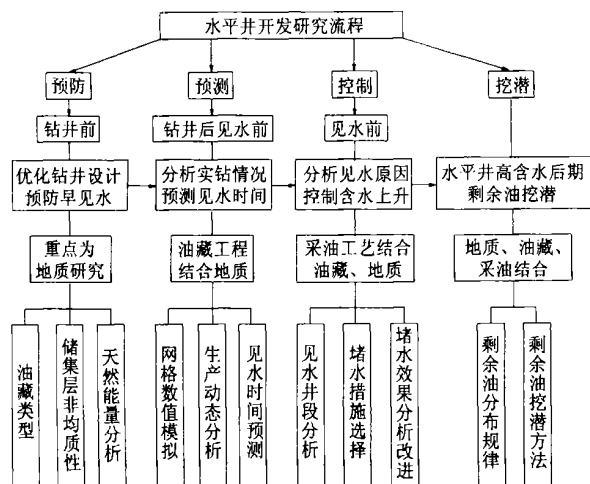 水平井开发研究流程
预防
预测
控制
挖潜
钻井前
钻井后见水前
见水前
优化钻井设计
预防早见水
分析实钻情况
预测见水时间
分析见水原因
控制含水上升
水平井高含水后期
剩余油挖潜
重点为
地质研究
油藏工程
结合地质
采油工艺结合
油藏、地质
地质、油藏、
采油结合
油藏类型
储集层非均质性
天然能量分析
网格数值模拟
生产动态分析
见水时间预测
见水井段分析
堵水措施选择
堵水效果分析改进
剩余油分布规律
剩余油挖潜方法